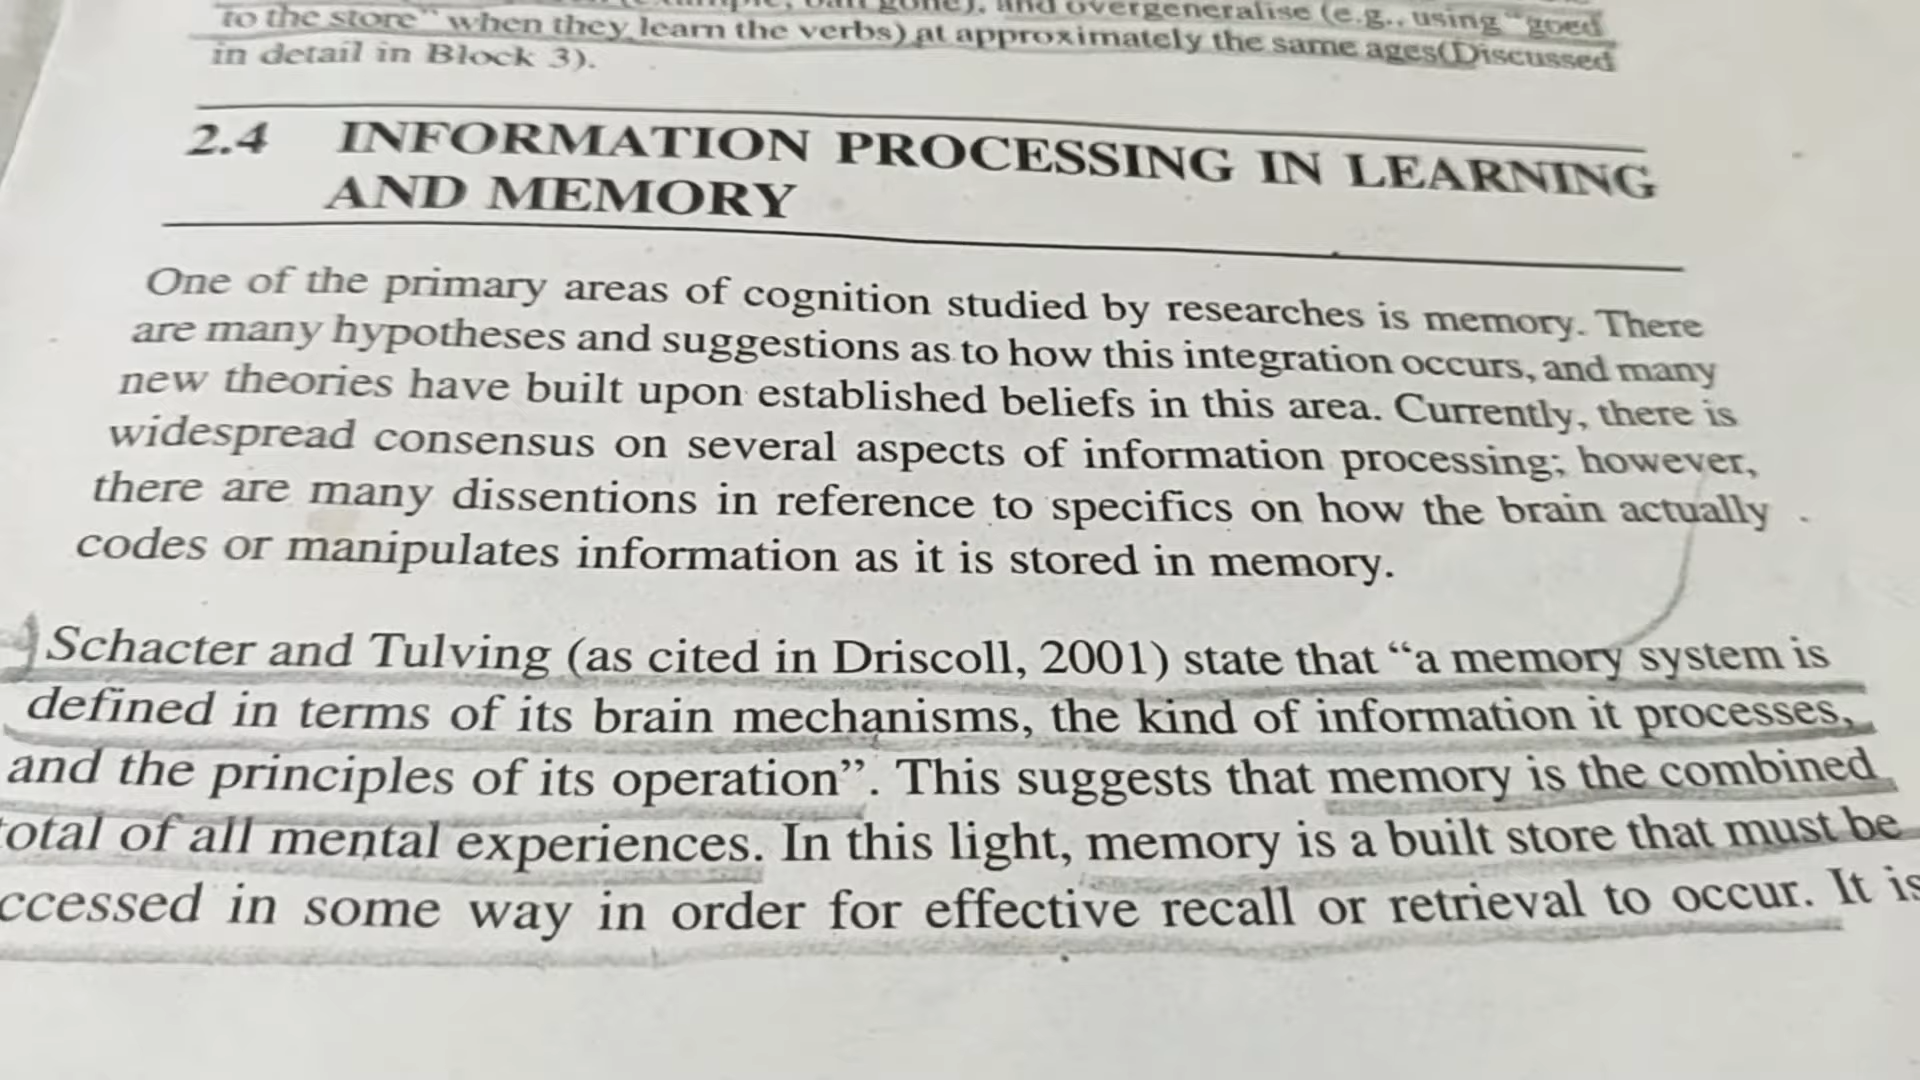 and overgeneralise (e.g., using "goed
to the store" when they learn the verbs) at approximately the same ages(Discussed
in detail in Block 3).
2.4 INFORMATION PROCESSING IN LEARNING
AND MEMORY
One of the primary areas of cognition studied by researches is memory. There
are many hypotheses and suggestions as to how this integration occurs, and many
new theories have built upon established beliefs in this area. Currently, there is
widespread consensus on several aspects of information processing; however,
there are many dissentions in reference to specifics on how the brain actually
codes or manipulates information as it is stored in memory.
Schacter and Tulving (as cited in Driscoll, 2001) state that “a memory system is
defined in terms of its brain mechanisms, the kind of information it processes,
and the principles of its operation”. This suggests that memory is the combined
otal of all mental experiences. In this light, memory is a built store that must be
ccessed in some way in order for effective recall or retrieval to occur. It is